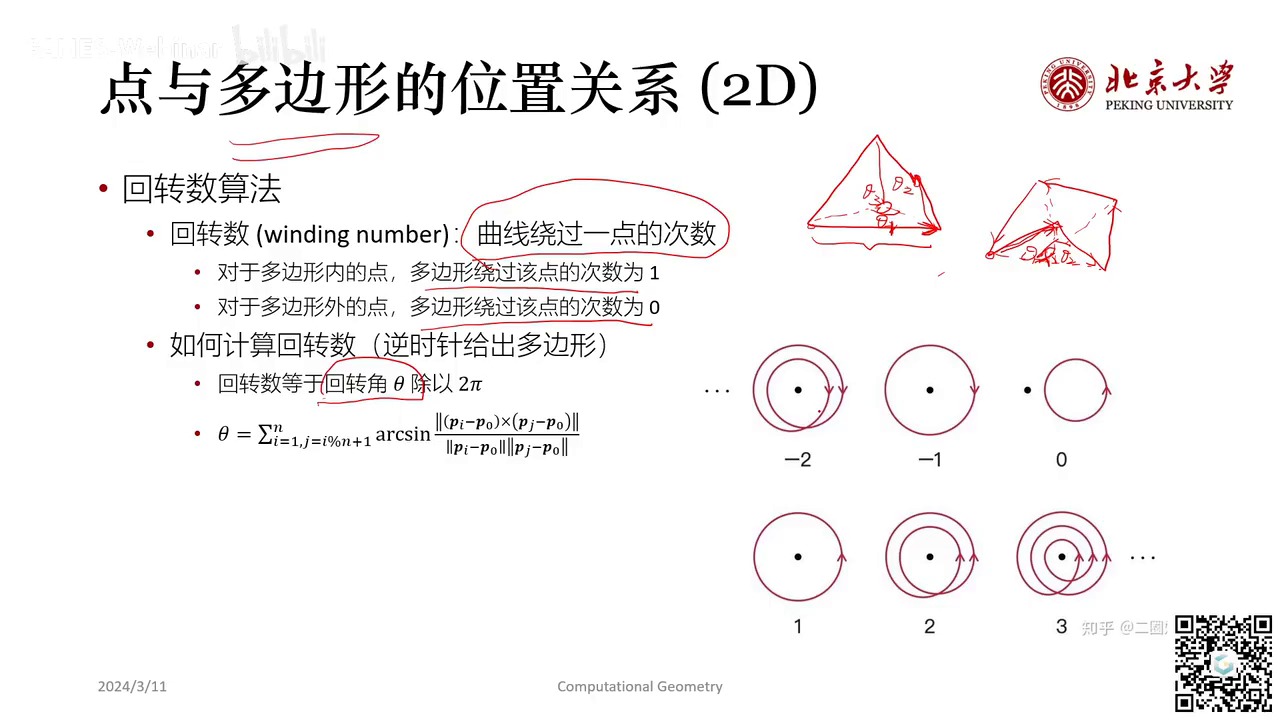 bilibili
点与多边形的位置关系 (2D)
北京大学
PEKING UNIVERSITY
• 回转数算法
• 回转数 (winding number)：曲线绕过一点的次数
• 对于多边形内的点，多边形绕过该点的次数为 1
• 对于多边形外的点，多边形绕过该点的次数为 0
• 如何计算回转数（逆时针给出多边形）
• 回转数等于回转角 θ 除以 2π
• θ = ∑ⁿᵢ₌₁,ⱼ₌ᵢ%ₙ₊₁ arcsin ‖(pᵢ−p₀)×(pⱼ−p₀)‖ / ‖pᵢ−p₀‖‖pⱼ−p₀‖
θ₃ θ₂
θ₁
··· −2 −1 0
1 2 3 ···
知乎 @二圈
2024/3/11
Computational Geometry